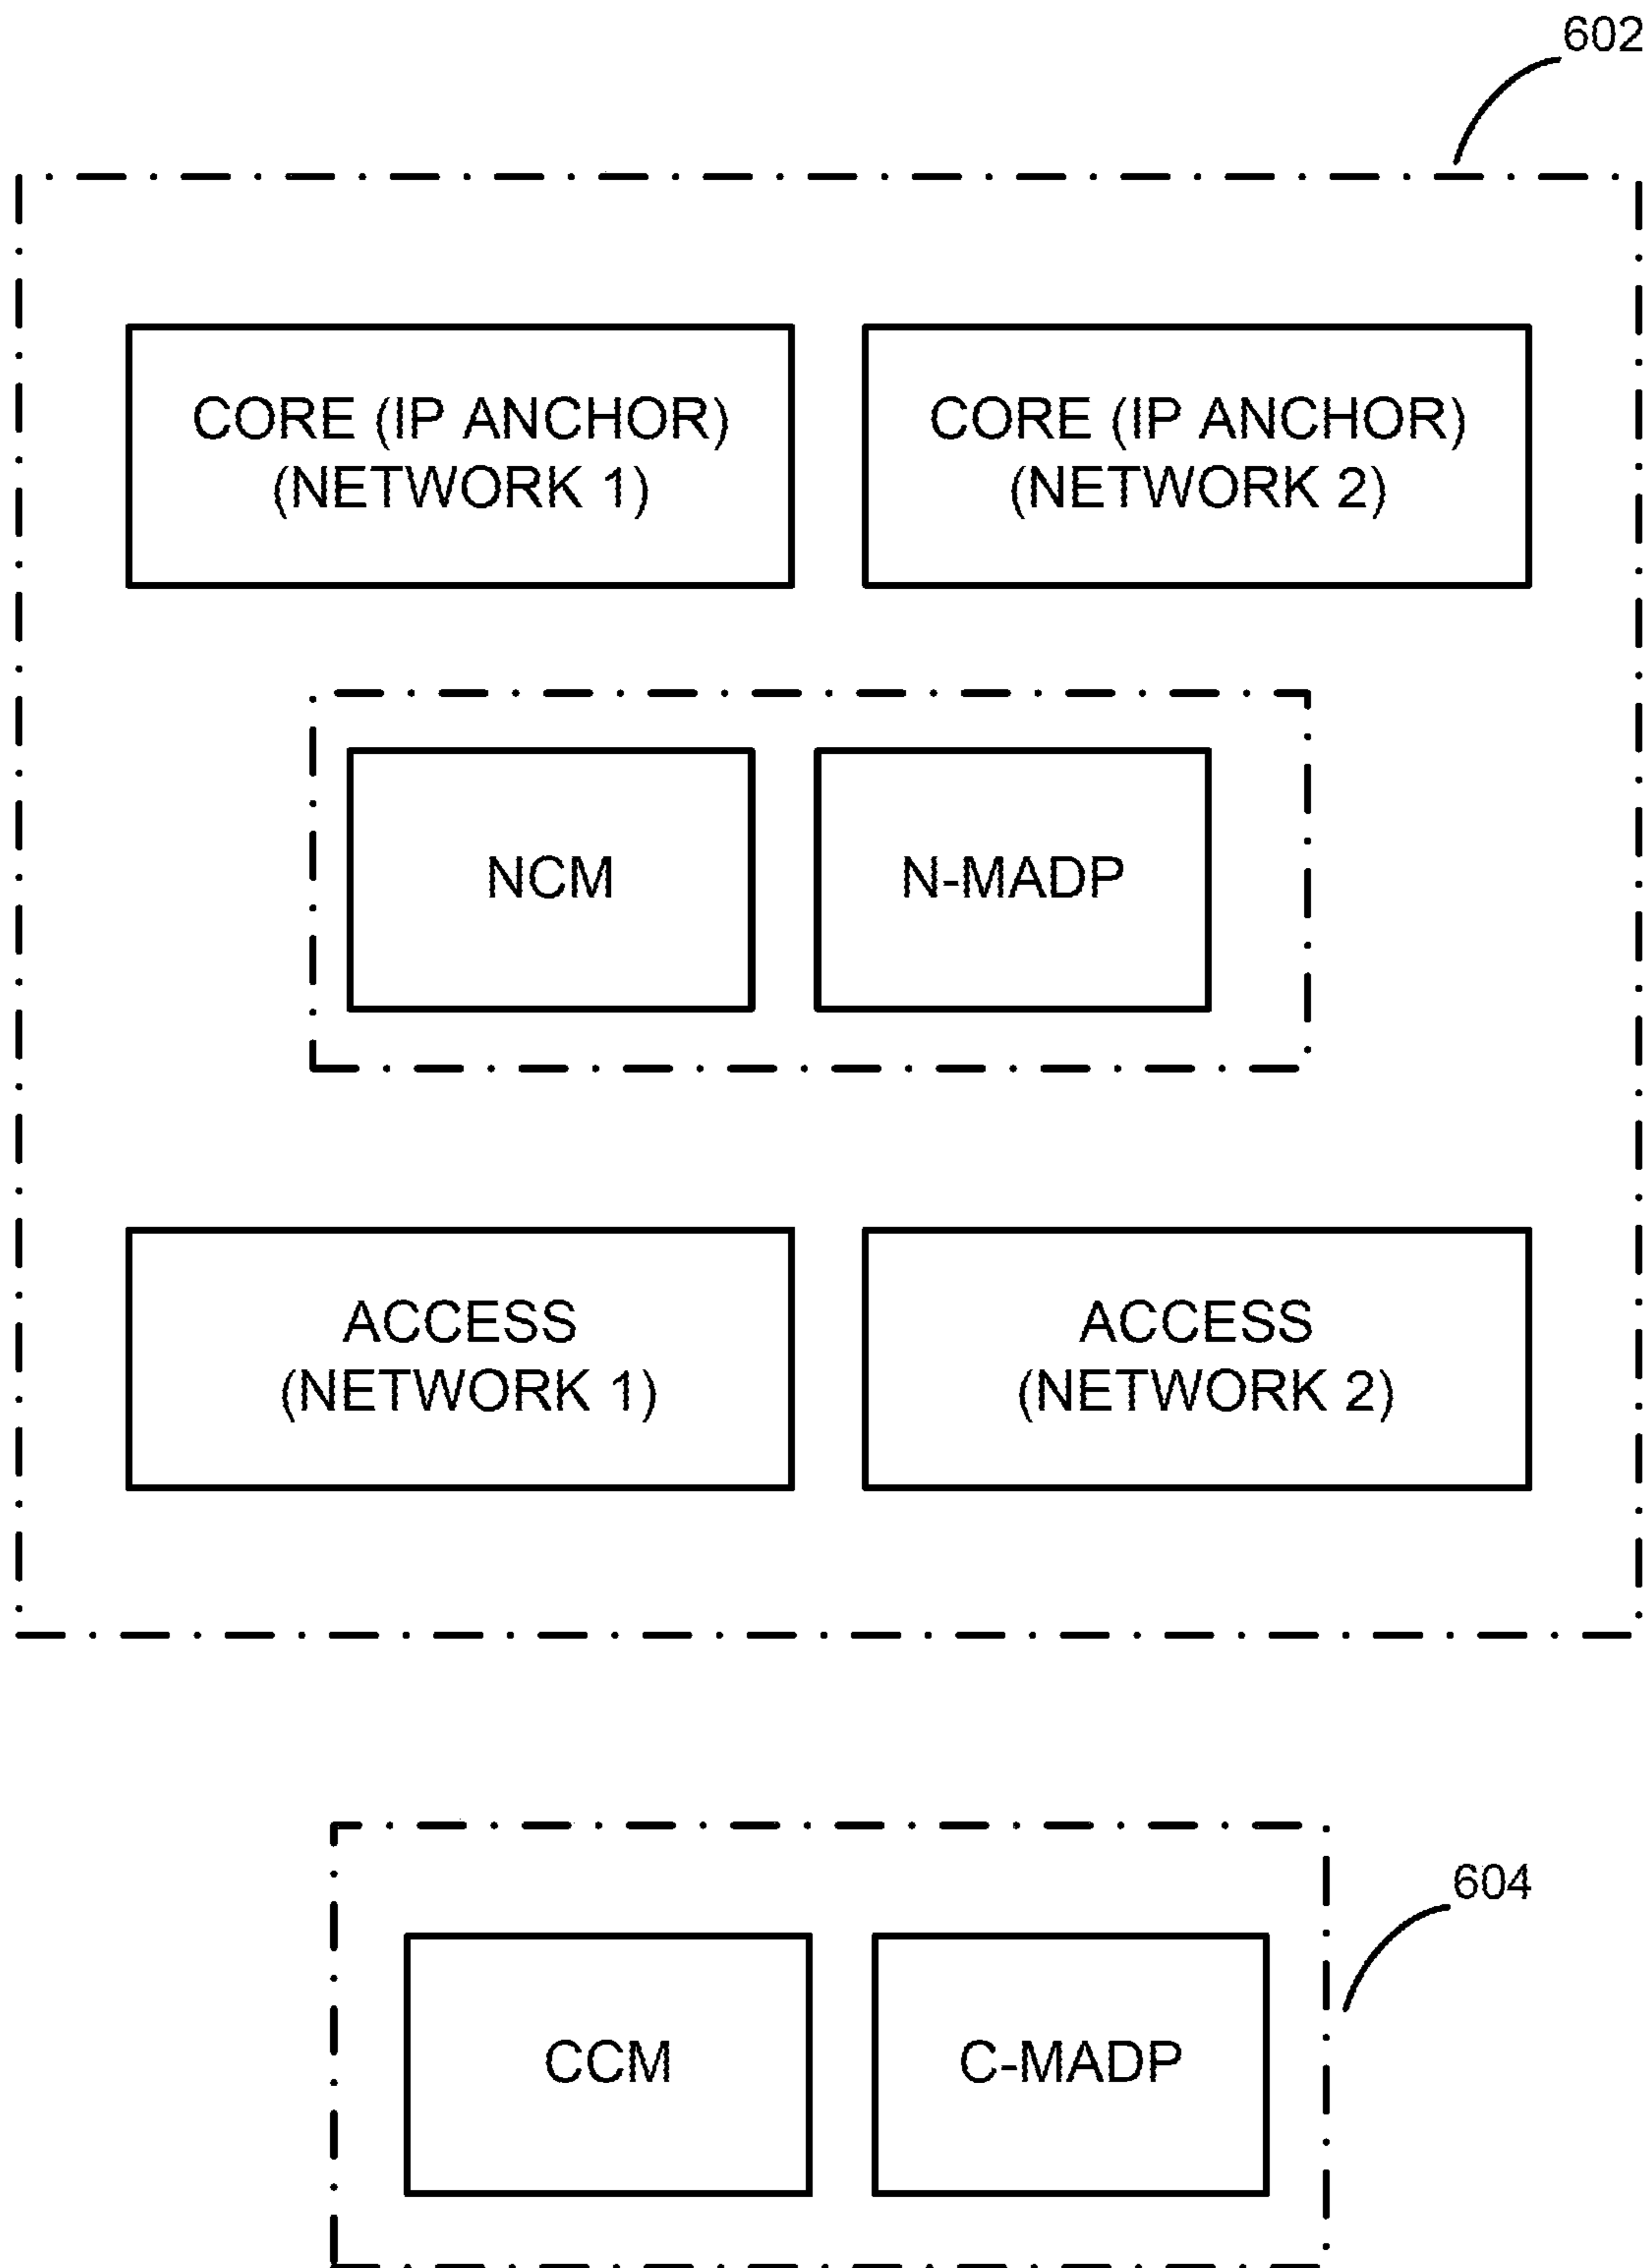 602
CORE (IP ANCHOR)
(NETWORK 1)
CORE (IP ANCHOR)
(NETWORK 2)
NCM
N-MADP
ACCESS
(NETWORK 1)
ACCESS
(NETWORK 2)
604
CCM
C-MADP